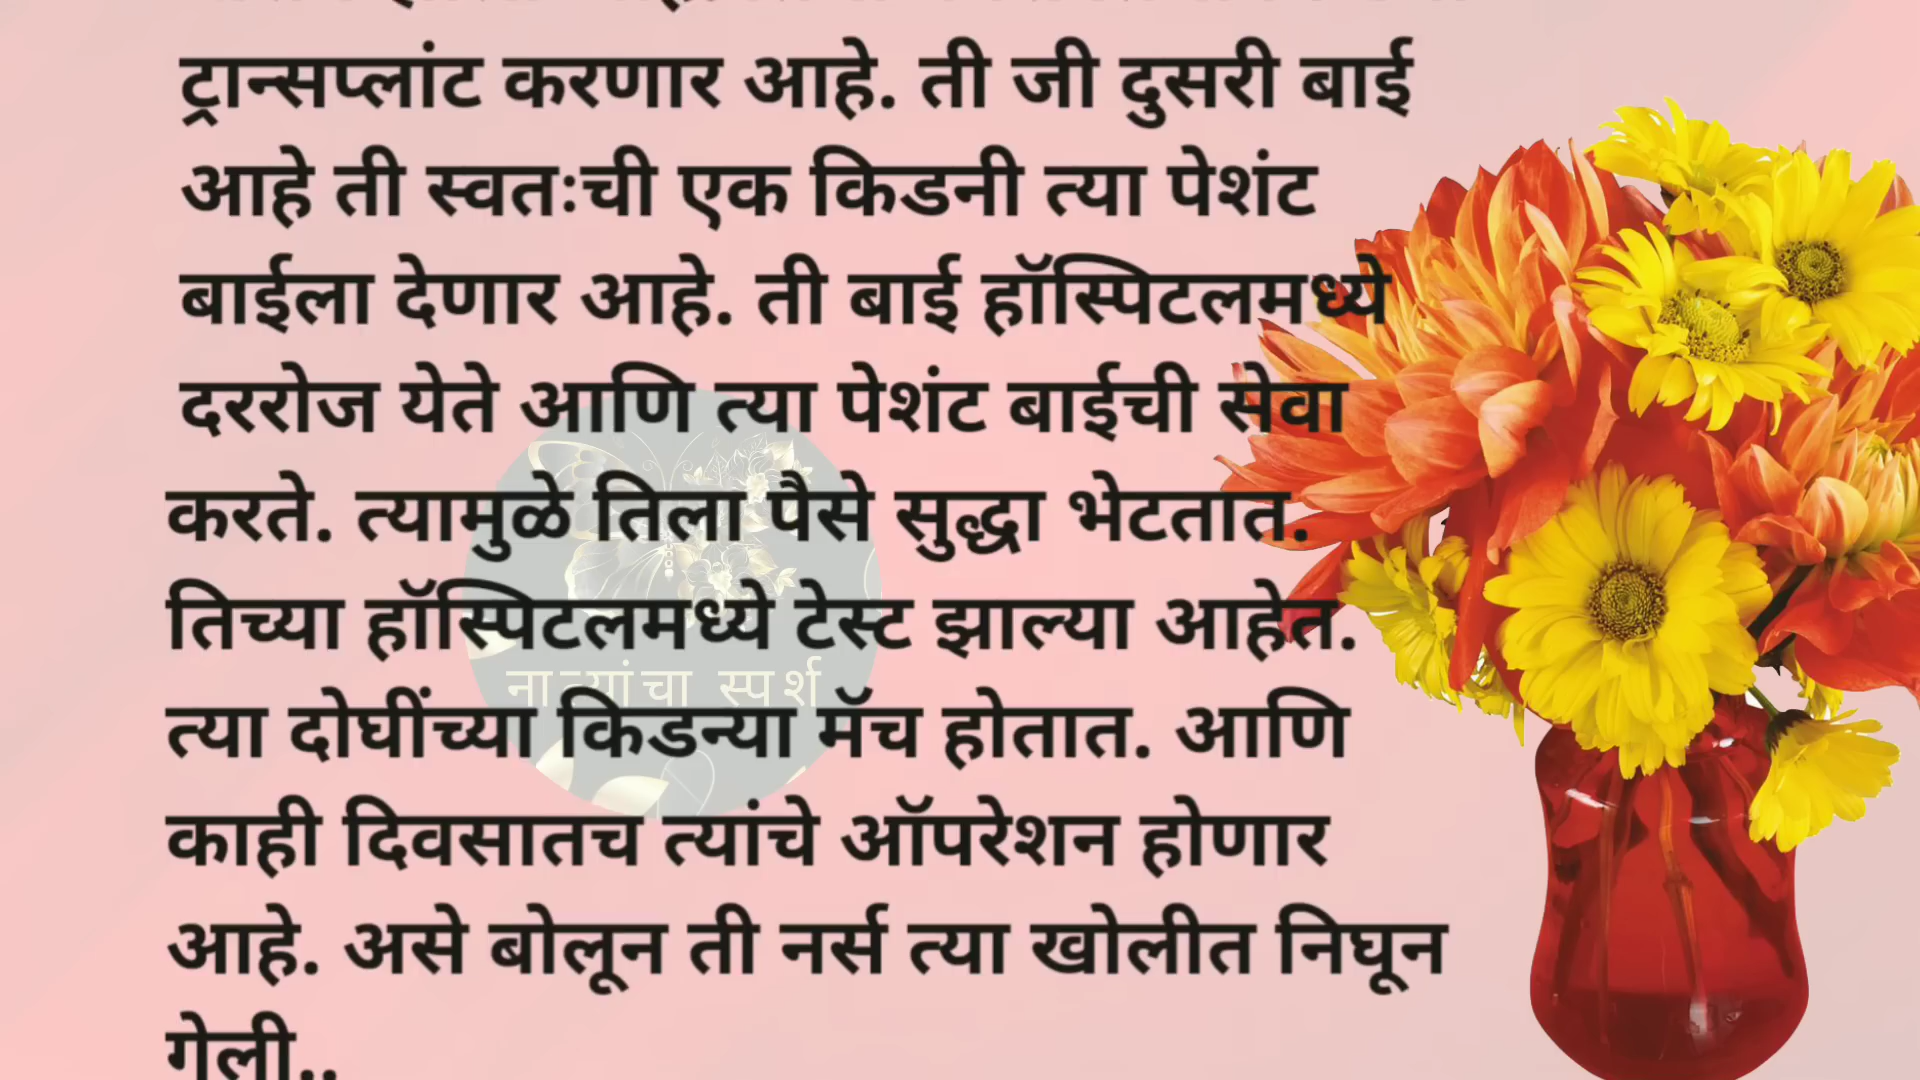 ट्रान्सप्लांट करणार आहे. ती जी दुसरी बाई
आहे ती स्वतःची एक किडनी त्या पेशंट
बाईला देणार आहे. ती बाई हॉस्पिटलमध्ये
दररोज येते आणि त्या पेशंट बाईची सेवा
करते. त्यामुळे तिला पैसे सुद्धा भेटतात.
तिच्या हॉस्पिटलमध्ये टेस्ट झाल्या आहेत.
स्पर्श
त्या दोघींच्या किडन्या मॅच होतात. आणि
काही दिवसातच त्यांचे ऑपरेशन होणार
आहे. असे बोलून ती नर्स त्या खोलीत निघून
गेली..